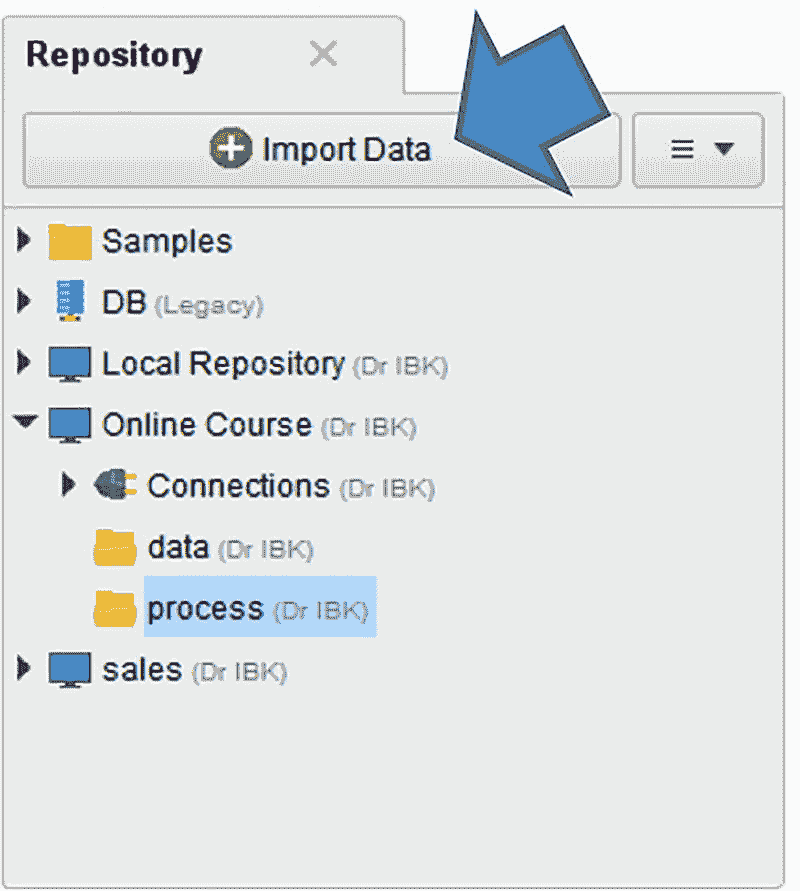 Repository
Import Data
Samples
DB (Legacy)
Local Repository (Dr IBK)
Online Course (Dr IBK)
Connections (Dr IBK)
data (Dr IBK)
process (Dr IBK)
sales (Dr IBK)